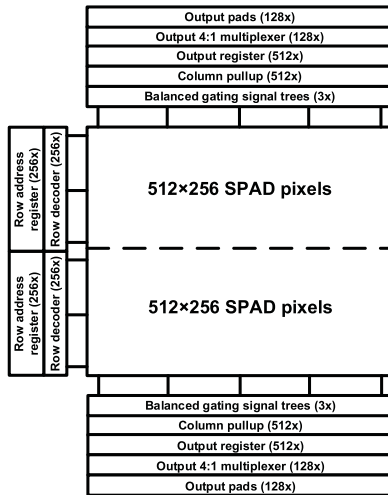 Output pads (128x)
Output 4:1 multiplexer (128x)
Output register (512x)
Column pullup (512x)
Balanced gating signal trees (3x)
Row address
register (256x)
Row decoder (256x)
512×256 SPAD pixels
Row address
register (256x)
Row decoder (256x)
512×256 SPAD pixels
Balanced gating signal trees (3x)
Column pullup (512x)
Output register (512x)
Output 4:1 multiplexer (128x)
Output pads (128x)